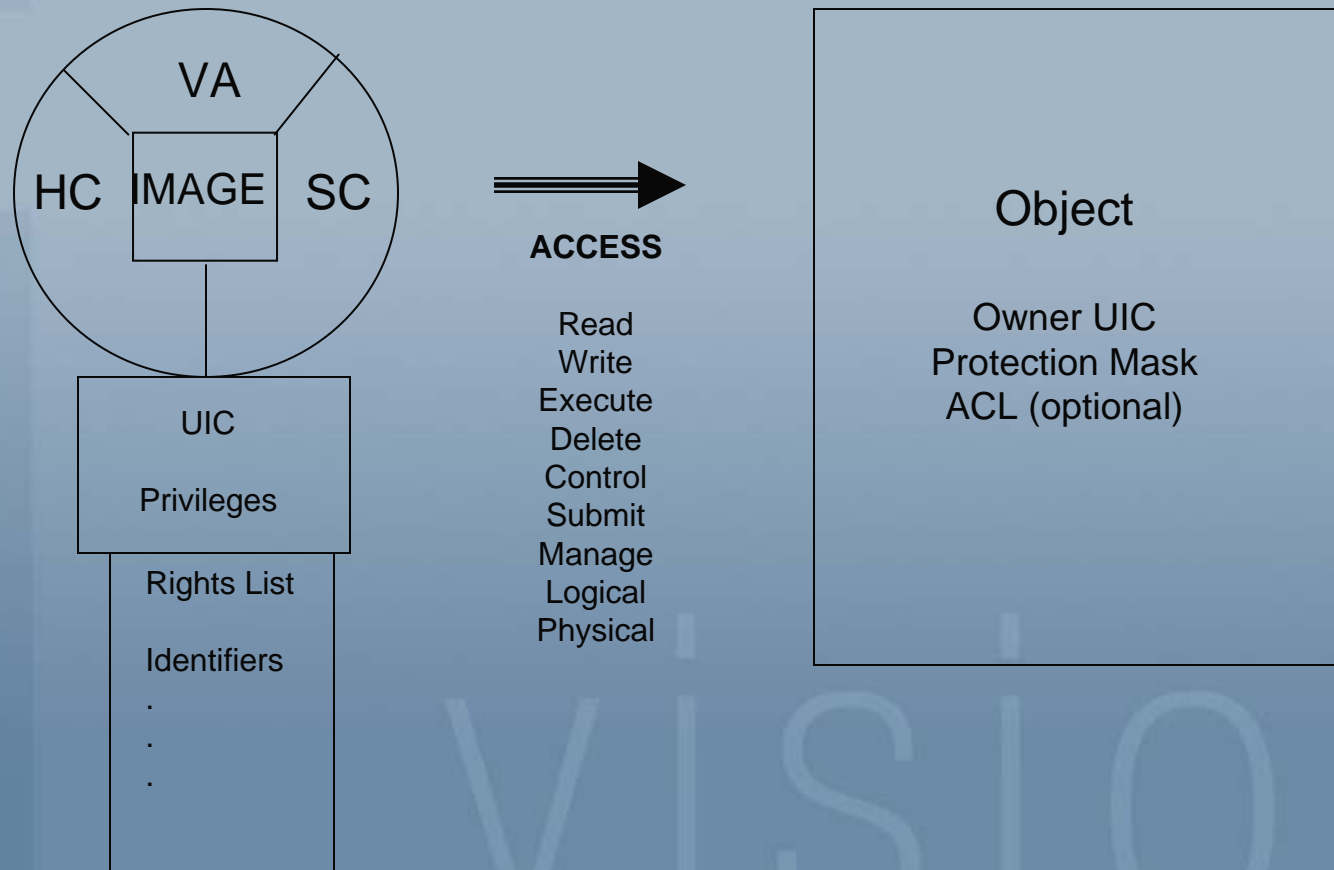 VA
HC
IMAGE
SC
UIC
Privileges
Rights List
Identifiers
.
.
.
ACCESS
Read
Write
Execute
Delete
Control
Submit
Manage
Logical
Physical
Object
Owner UIC
Protection Mask
ACL (optional)
visio